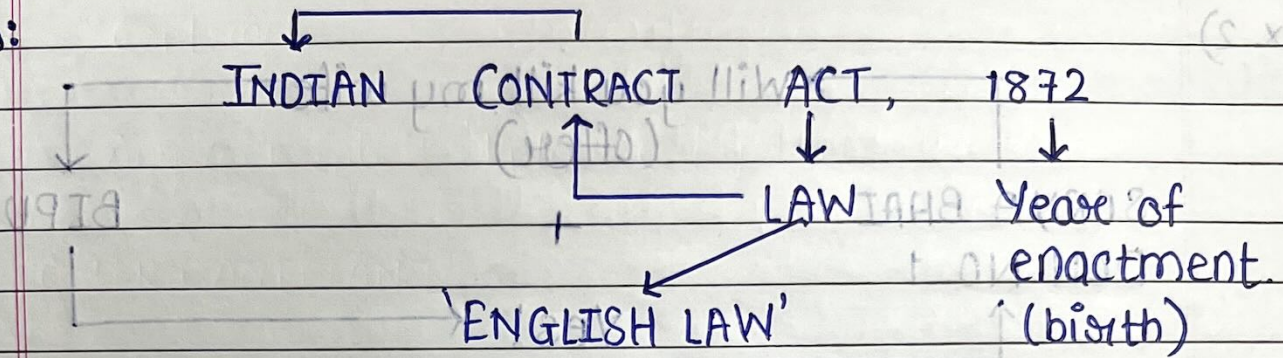 INDIAN CONTRACT ACT, 1872
LAW Year of
enactment.
'ENGLISH LAW' (birth)